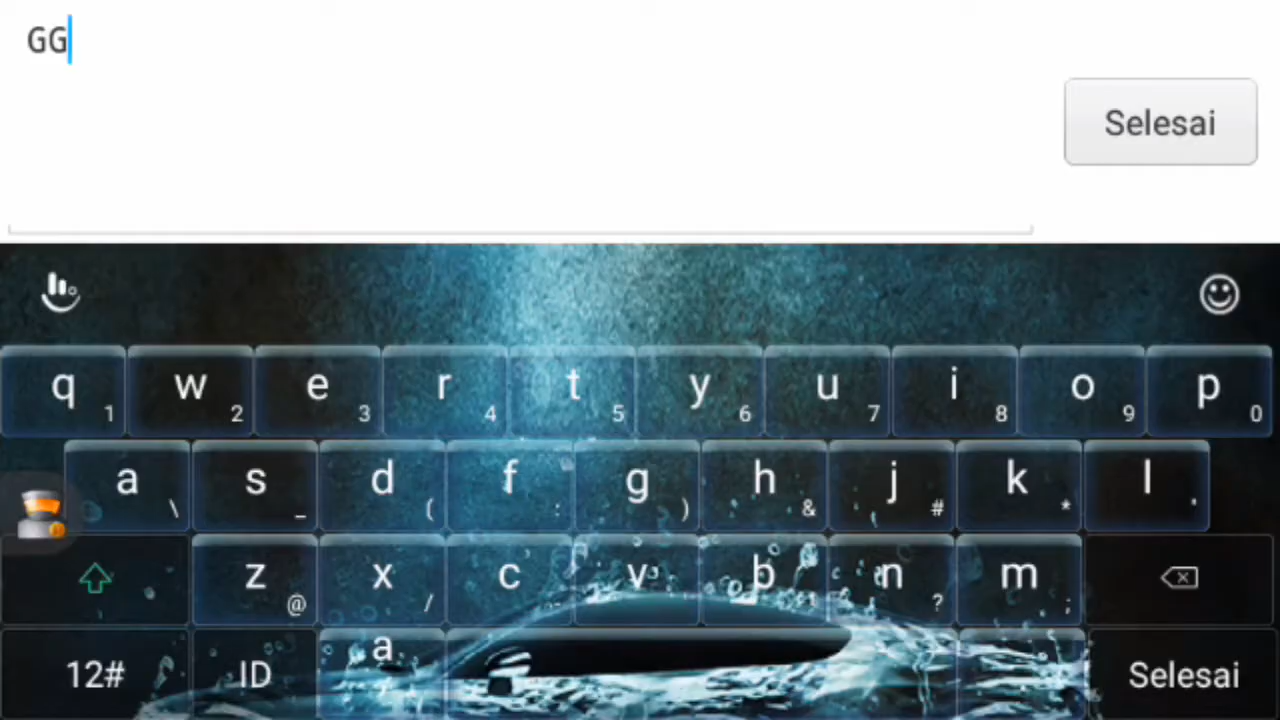 GG
Selesai
q 1 w 2 e 3 r 4 t 5 y 6 u 7 i 8 o 9 p 0
a \ s _ d ( f : g ) h & j # k * l '
z @ x / c v b n ? m ;
12# ID a Selesai